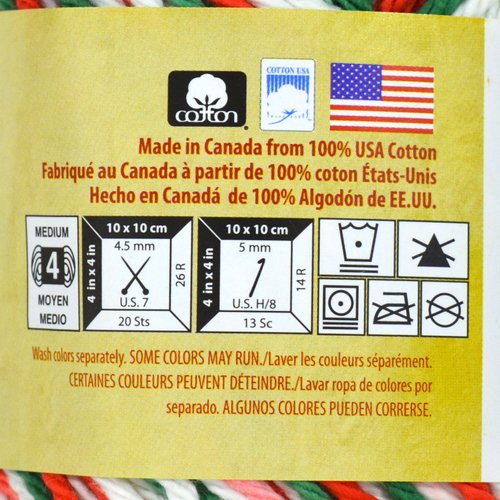 cotton
COTTON USA
Made in Canada from 100% USA Cotton
Fabriqué au Canada à partir de 100% coton États-Unis
Hecho en Canadá de 100% Algodón de EE.UU.
MEDIUM
4
MOYEN
MEDIO
10 x 10 cm
4 in x 4 in
4.5 mm
26 R
U.S. 7
20 Sts
10 x 10 cm
4 in x 4 in
5 mm
14 R
U.S. H/8
13 Sc
Wash colors separately. SOME COLORS MAY RUN./Laver les couleurs séparément.
CERTAINES COULEURS PEUVENT DÉTEINDRE./Lavar ropa de colores por
separado. ALGUNOS COLORES PUEDEN CORRERSE.